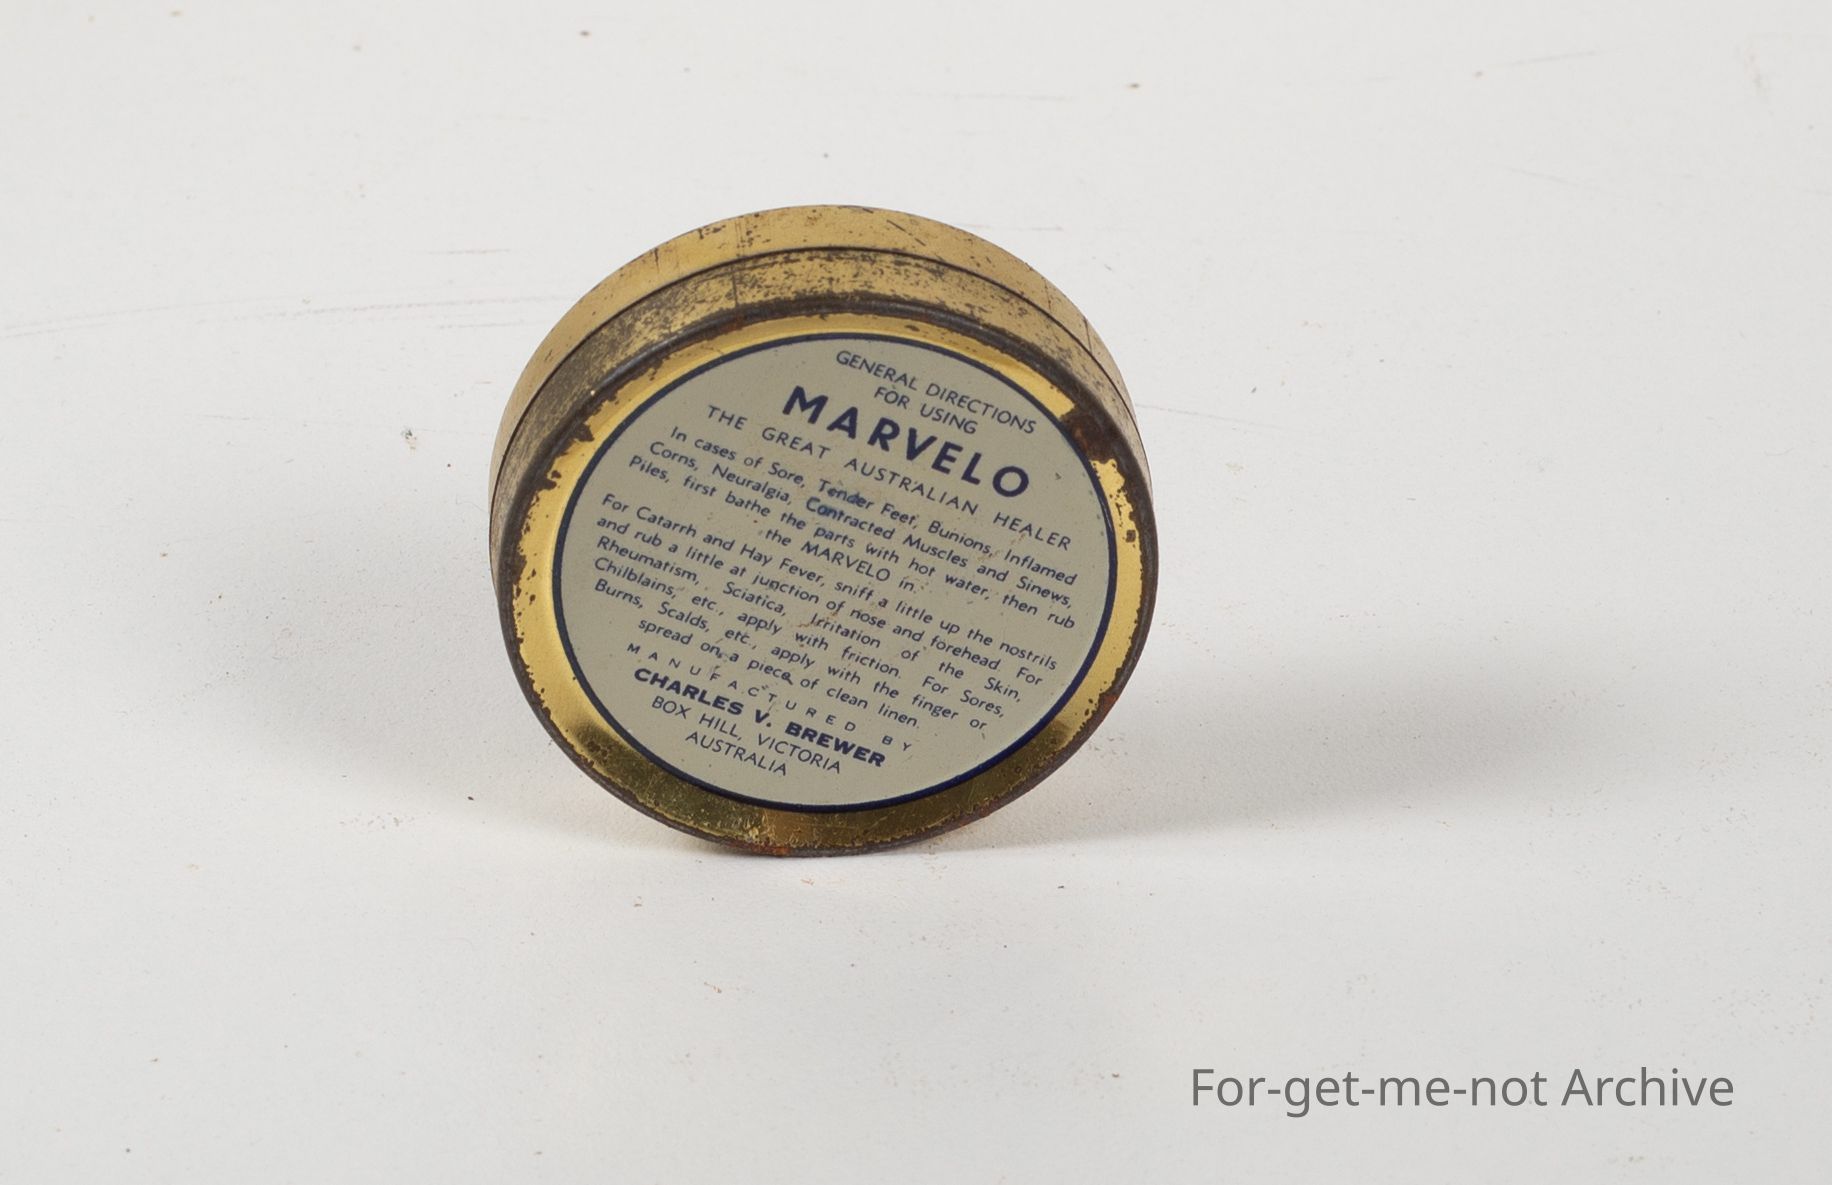 GENERAL DIRECTIONS
FOR USING
MARVELO
THE GREAT AUSTRALIAN HEALER
In cases of Sore, Tender Feet, Bunions, Inflamed
Corns, Neuralgia, Contracted Muscles and Sinews,
Piles, first bathe the parts with hot water, then rub
the MARVELO in.
For Catarrh and Hay Fever, sniff a little up the nostrils
and rub a little at junction of nose and forehead. For
Rheumatism, Sciatica, Irritation of the Skin,
Chilblains, etc., apply with friction. For Sores,
Burns, Scalds, etc., apply with the finger or
spread on a piece of clean linen.
MANUFACTURED BY
CHARLES V. BREWER
BOX HILL, VICTORIA
AUSTRALIA
For-get-me-not Archive